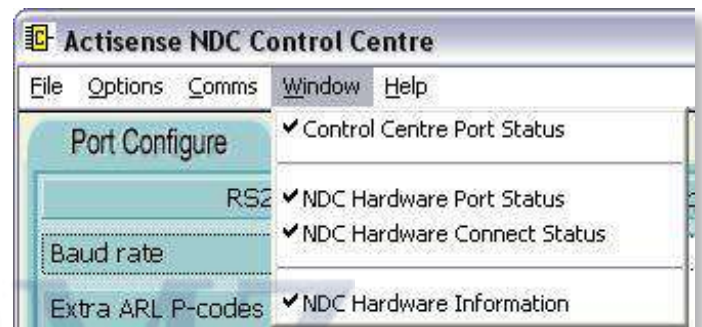 Actisense NDC Control Centre
File Options Comms Window Help
Port Configure
✔Control Centre Port Status
RS2
✔NDC Hardware Port Status
✔NDC Hardware Connect Status
Baud rate
Extra ARL P-codes
✔NDC Hardware Information